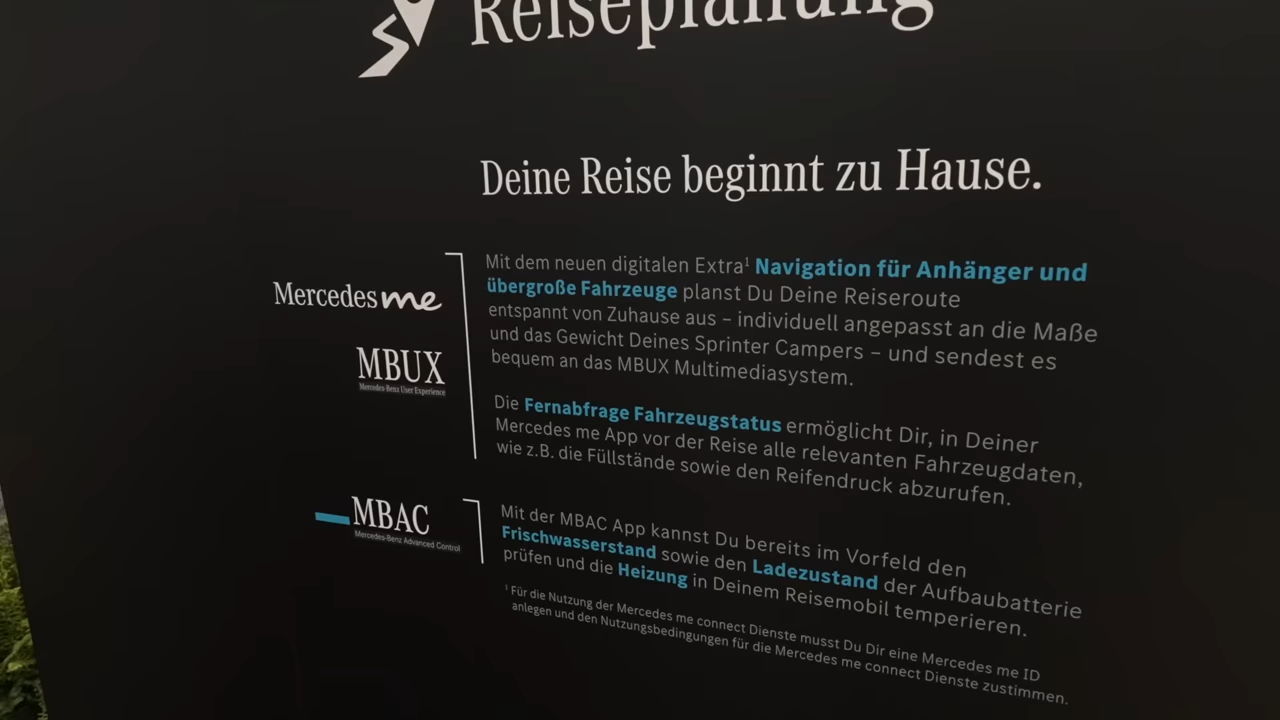 Reiseplanung
Deine Reise beginnt zu Hause.
Mercedes me
MBUX
Mercedes-Benz User Experience
Mit dem neuen digitalen Extra¹ Navigation für Anhänger und
übergroße Fahrzeuge planst Du Deine Reiseroute
entspannt von Zuhause aus – individuell angepasst an die Maße
und das Gewicht Deines Sprinter Campers – und sendest es
bequem an das MBUX Multimediasystem.
Die Fernabfrage Fahrzeugstatus ermöglicht Dir, in Deiner
Mercedes me App vor der Reise alle relevanten Fahrzeugdaten,
wie z.B. die Füllstände sowie den Reifendruck abzurufen.
MBAC
Mercedes-Benz Advanced Control
Mit der MBAC App kannst Du bereits im Vorfeld den
Frischwasserstand sowie den Ladezustand der Aufbaubatterie
prüfen und die Heizung in Deinem Reisemobil temperieren.
¹ Für die Nutzung der Mercedes me connect Dienste musst Du Dir eine Mercedes me ID
anlegen und den Nutzungsbedingungen für die Mercedes me connect Dienste zustimmen.